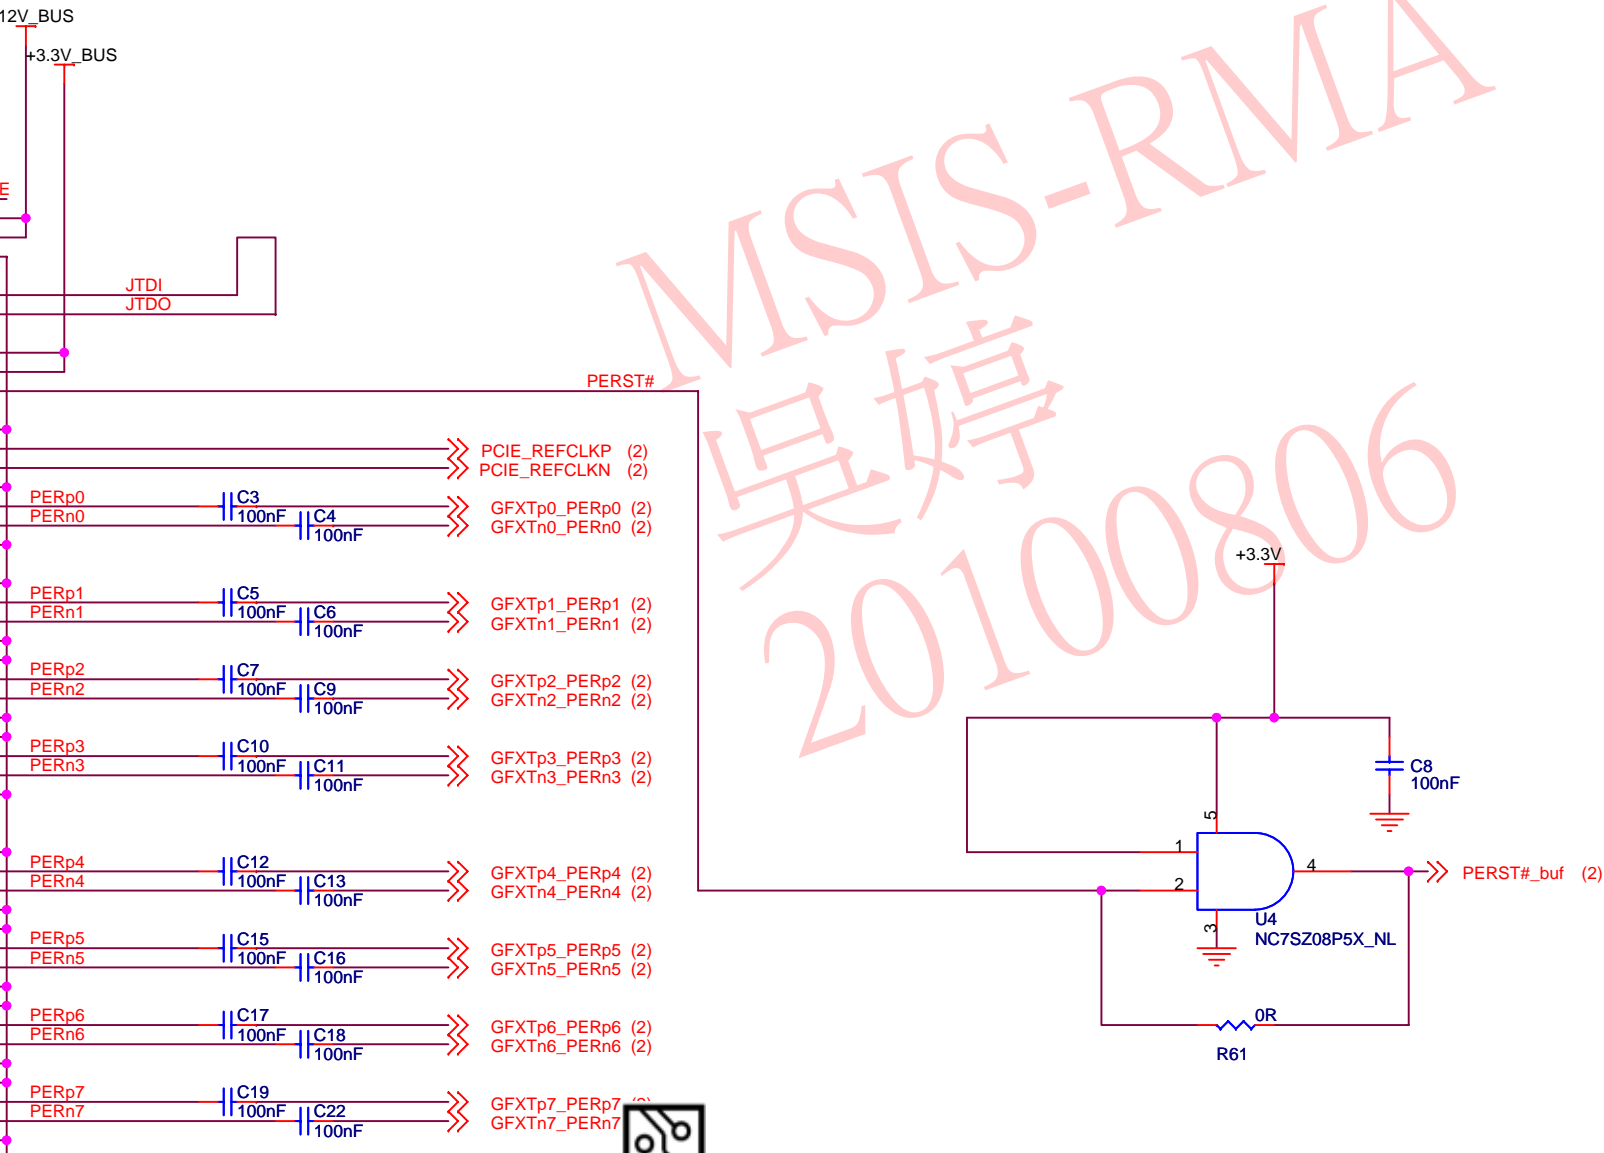 12V_BUS
+3.3V_BUS
E
JTDI
JTDO
PERST#
PCIE_REFCLKP (2)
PCIE_REFCLKN (2)
PERp0 C3 GFXTp0_PERp0 (2)
PERn0 100nF C4 GFXTn0_PERn0 (2)
100nF
PERp1 C5 GFXTp1_PERp1 (2)
PERn1 100nF C6 GFXTn1_PERn1 (2)
100nF
PERp2 C7 GFXTp2_PERp2 (2)
PERn2 100nF C9 GFXTn2_PERn2 (2)
100nF
PERp3 C10 GFXTp3_PERp3 (2)
PERn3 100nF C11 GFXTn3_PERn3 (2)
100nF
PERp4 C12 GFXTp4_PERp4 (2)
PERn4 100nF C13 GFXTn4_PERn4 (2)
100nF
PERp5 C15 GFXTp5_PERp5 (2)
PERn5 100nF C16 GFXTn5_PERn5 (2)
100nF
PERp6 C17 GFXTp6_PERp6 (2)
PERn6 100nF C18 GFXTn6_PERn6 (2)
100nF
PERp7 C19 GFXTp7_PERp7
PERn7 100nF C22 GFXTn7_PERn7
100nF
MSIS-RMA
吳婷
20100806
+3.3V
C8
100nF
5
1
2
4
3
PERST#_buf (2)
U4
NC7SZ08P5X_NL
0R
R61